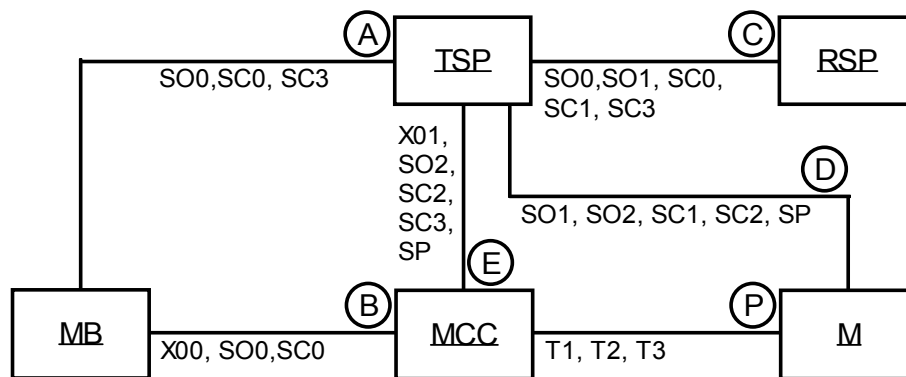 A
TSP
C
RSP
SO0,SC0, SC3
SO0,SO1, SC0,
SC1, SC3
X01,
SO2,
SC2,
SC3,
SP
D
SO1, SO2, SC1, SC2, SP
E
MB
B
MCC
P
M
X00, SO0,SC0
T1, T2, T3